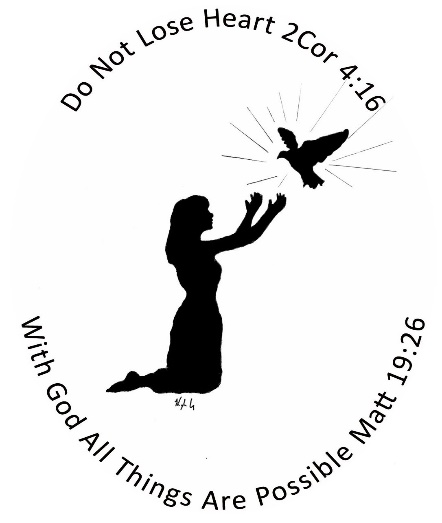 Do Not Lose Heart 2Cor 4:16
With God All Things Are Possible Matt 19:26